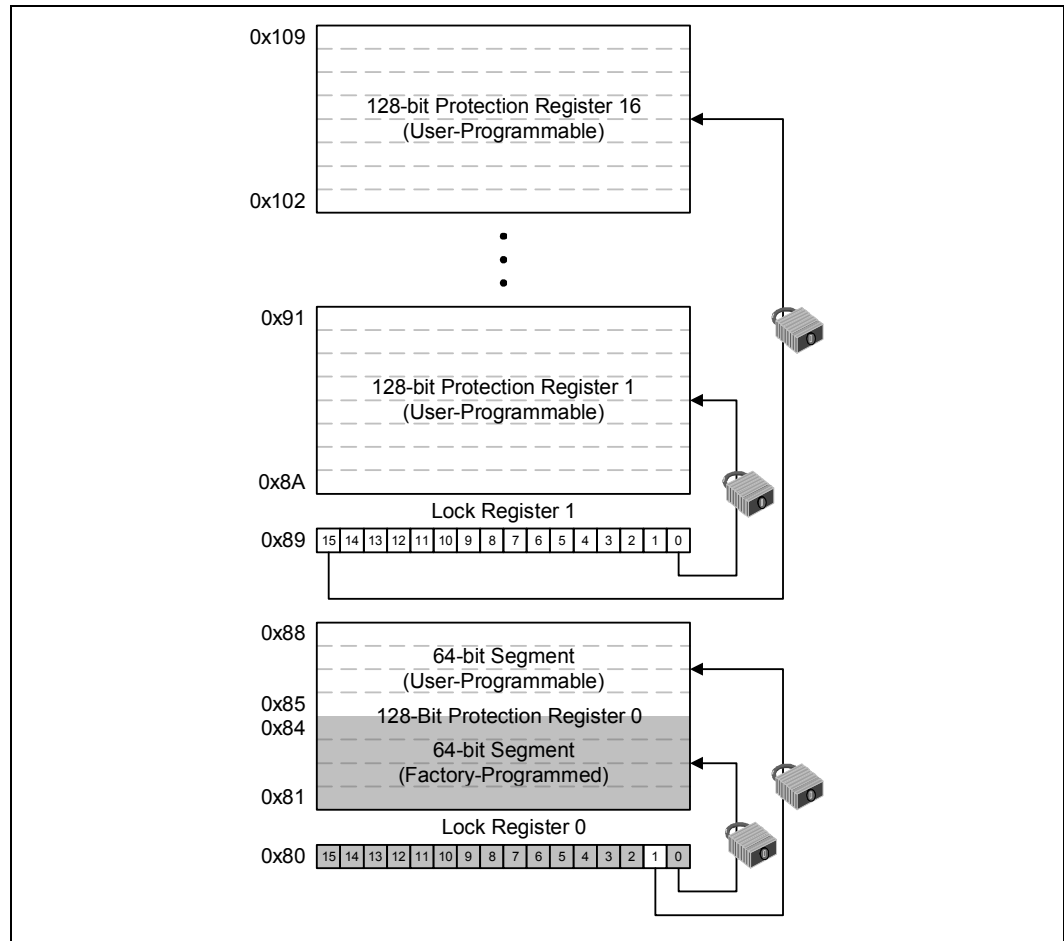 0x109
128-bit Protection Register 16
(User-Programmable)
0x102
0x91
128-bit Protection Register 1
(User-Programmable)
0x8A
Lock Register 1
0x89
15 14 13 12 11 10 9 8 7 6 5 4 3 2 1 0
0x88
64-bit Segment
(User-Programmable)
0x85
128-Bit Protection Register 0
0x84
64-bit Segment
(Factory-Programmed)
0x81
Lock Register 0
0x80
15 14 13 12 11 10 9 8 7 6 5 4 3 2 1 0